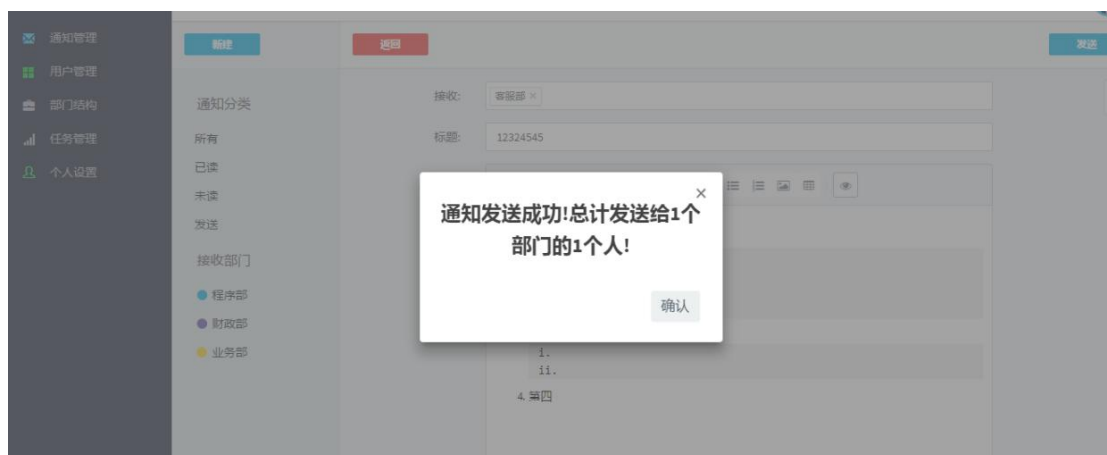 通知管理
用户管理
部门结构
任务管理
个人设置
新建
返回
发送
通知分类
所有
已读
未读
发送
接收部门
程序部
财政部
业务部
接收:
客服部 ×
标题:
12324545
×
通知发送成功!总计发送给1个
部门的1个人!
确认
i.
ii.
4. 第四